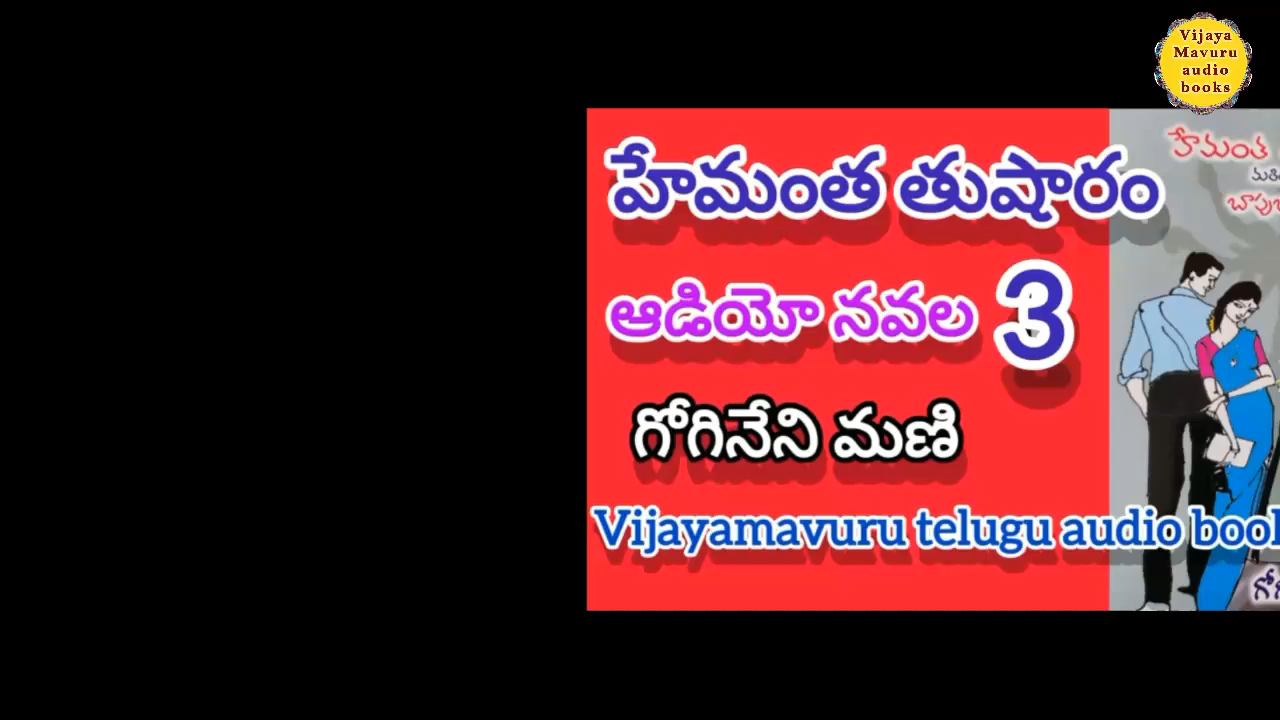 Vijaya
Mavuru
audio
books
హేమంత తుషారం
ఆడియో నవల 3
గోగినేని మణి
Vijayamavuru telugu audio
హేమంత